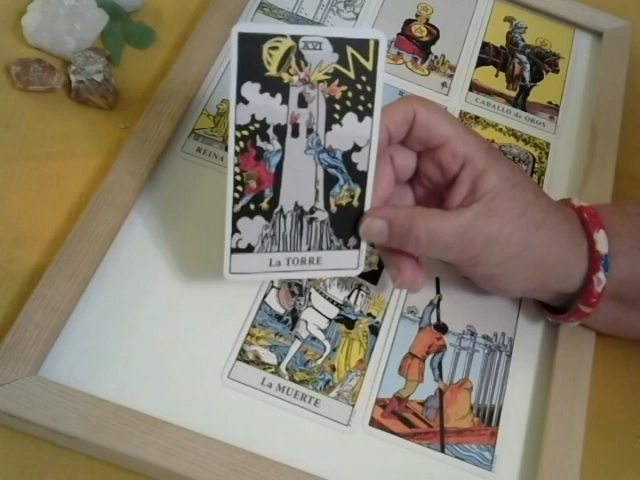 CABALLO de OROS
REINA
XVI
La TORRE
La MUERTE